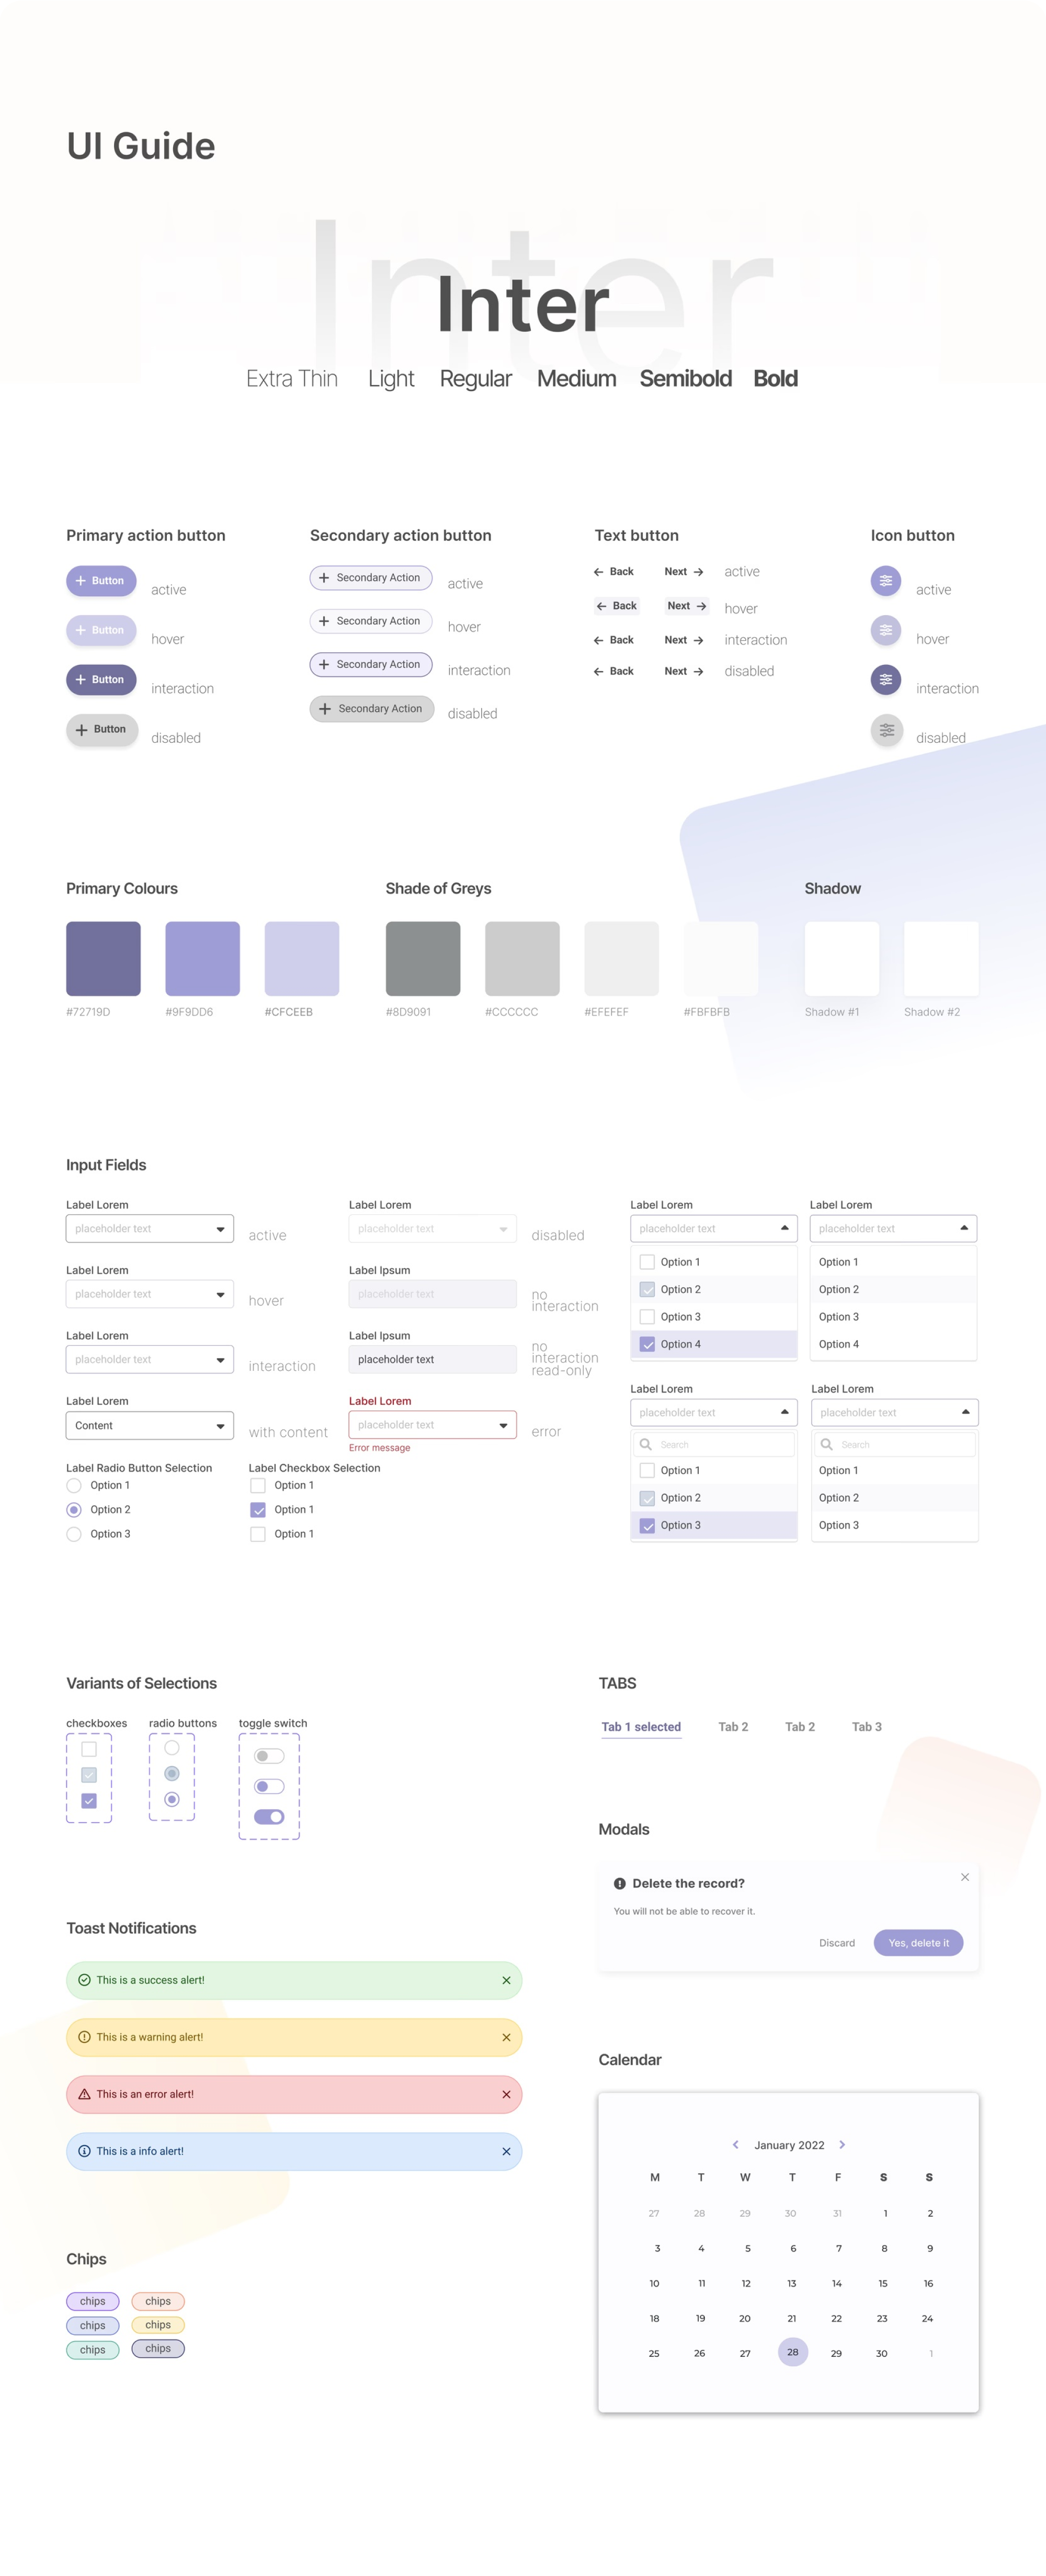 UI Guide
Inter
Inter
Extra Thin Light Regular Medium Semibold Bold
Primary action button
Button active
Button hover
Button interaction
Button disabled
Secondary action button
Secondary Action active
Secondary Action hover
Secondary Action interaction
Secondary Action disabled
Text button
Back Next active
Back Next hover
Back Next interaction
Back Next disabled
Icon button
active
hover
interaction
disabled
Primary Colours
#72719D #9F9DD6 #CFCEEB
Shade of Greys
#8D9091 #CCCCCC #EFEFEF #FBFBFB
Shadow
Shadow #1 Shadow #2
Input Fields
Label Lorem
placeholder text active
Label Lorem
placeholder text hover
Label Lorem
placeholder text interaction
Label Lorem
Content with content
Label Lorem
placeholder text disabled
Label Ipsum
placeholder text no
interaction
Label Ipsum
placeholder text no
interaction
read-only
Label Lorem
placeholder text error
Error message
Label Radio Button Selection
Option 1
Option 2
Option 3
Label Checkbox Selection
Option 1
Option 1
Option 1
Label Lorem
placeholder text
Option 1
Option 2
Option 3
Option 4
Label Lorem
placeholder text
Option 1
Option 2
Option 3
Option 4
Label Lorem
placeholder text
Search
Option 1
Option 2
Option 3
Label Lorem
placeholder text
Search
Option 1
Option 2
Option 3
Variants of Selections
checkboxes radio buttons toggle switch
TABS
Tab 1 selected Tab 2 Tab 2 Tab 3
Modals
Delete the record?
You will not be able to recover it.
Discard Yes, delete it
Toast Notifications
This is a success alert!
This is a warning alert!
This is an error alert!
This is a info alert!
Chips
chips chips
chips chips
chips chips
Calendar
January 2022
M T W T F S S
27 28 29 30 31 1 2
3 4 5 6 7 8 9
10 11 12 13 14 15 16
18 19 20 21 22 23 24
25 26 27 28 29 30 1